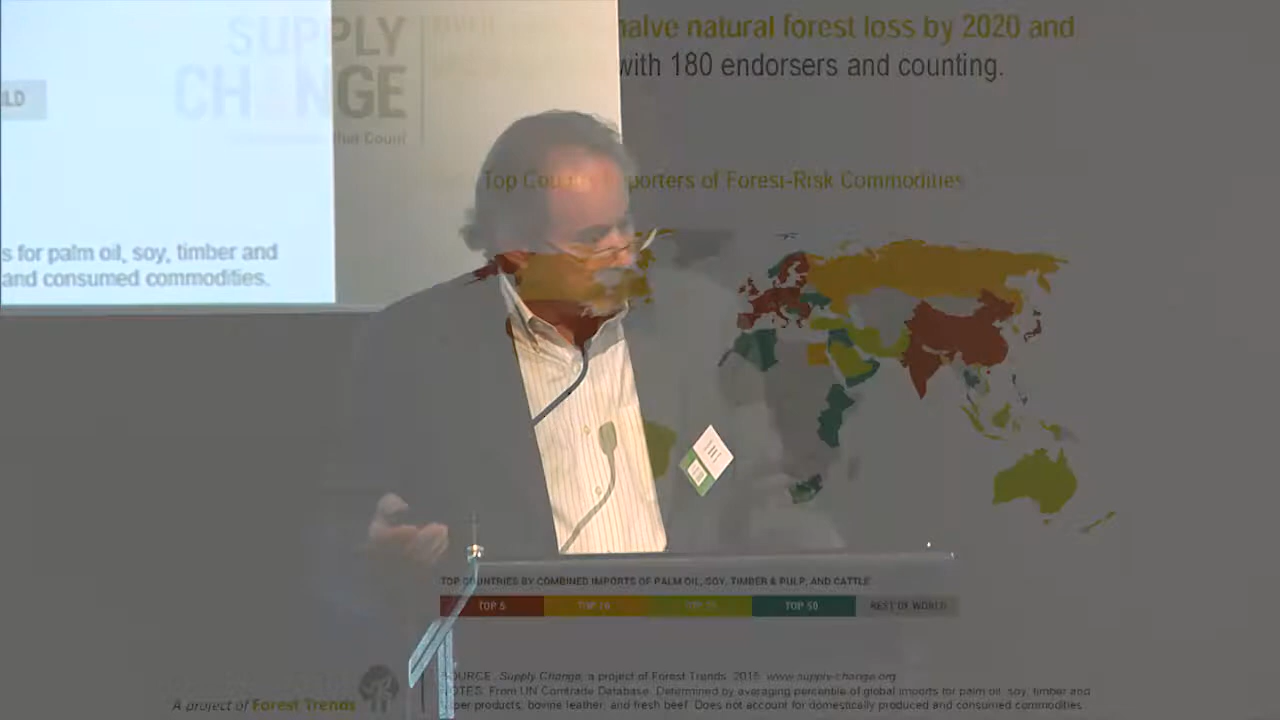 SUPPLY
CHANGE
that Count
halve natural forest loss by 2020 and
with 180 endorsers and counting.
LD
Top Importers of Forest-Risk Commodities
s for palm oil, soy, timber and
and consumed commodities.
TOP COUNTRIES BY COMBINED IMPORTS OF PALM OIL, SOY, TIMBER & PULP, AND CATTLE
TOP 5 TOP 50 REST OF WORLD
SOURCE: Supply Change, a project of Forest Trends. 2015. www.supply-change.org
NOTES: From UN Comtrade Database. Determined by averaging percentile of global imports for palm oil, soy, timber and
per products, bovine leather, and fresh beef. Does not account for domestically produced and consumed commodities.
A project of Forest Trends